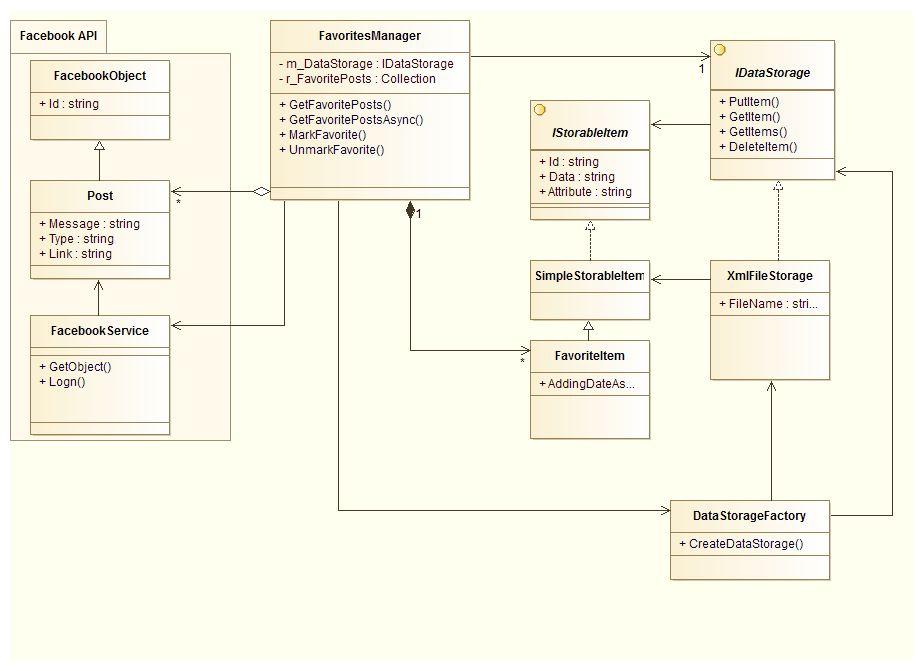 Facebook API
FacebookObject
+ Id : string
Post
+ Message : string
+ Type : string
+ Link : string
FacebookService
+ GetObject()
+ Logn()
FavoritesManager
- m_DataStorage : IDataStorage
- r_FavoritePosts : Collection
+ GetFavoritePosts()
+ GetFavoritePostsAsync()
+ MarkFavorite()
+ UnmarkFavorite()
*
1
*
1
IStorableItem
+ Id : string
+ Data : string
+ Attribute : string
SimpleStorableItem
FavoriteItem
+ AddingDateAs...
IDataStorage
+ PutItem()
+ GetItem()
+ GetItems()
+ DeleteItem()
XmlFileStorage
+ FileName : stri...
DataStorageFactory
+ CreateDataStorage()